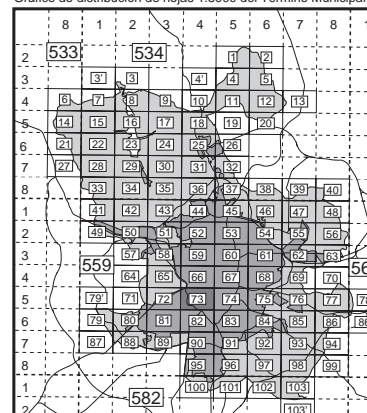 Gráfico de distribución de hojas 1:5000 del Término Municipal
8 1 2 3 4 5 6 7 8 1
533 534
2 1 2
3 3' 3 4' 4 5
4 6 7 8 9 10 11 12 13
5 14 15 16 17 18 19 20
6 21 22 23 24 25 26
7 27 28 29 30 31 32
8 33 34 35 36 37 38 39 40
1 41 42 43 44 45 46 47 48
2 49 50 51 52 53 54 55 56
3 57 58 59 60 61 62 63
559 56
4 64 65 66 67 68 69 70
5 79' 71 72 73 74 75 76 77 78
6 79 80 81 82 83 84 85 86 86
7 87 88 89 90 91 92 93 94
8 95 96 97 98 99
1 100 101 102 103
2 582 103'